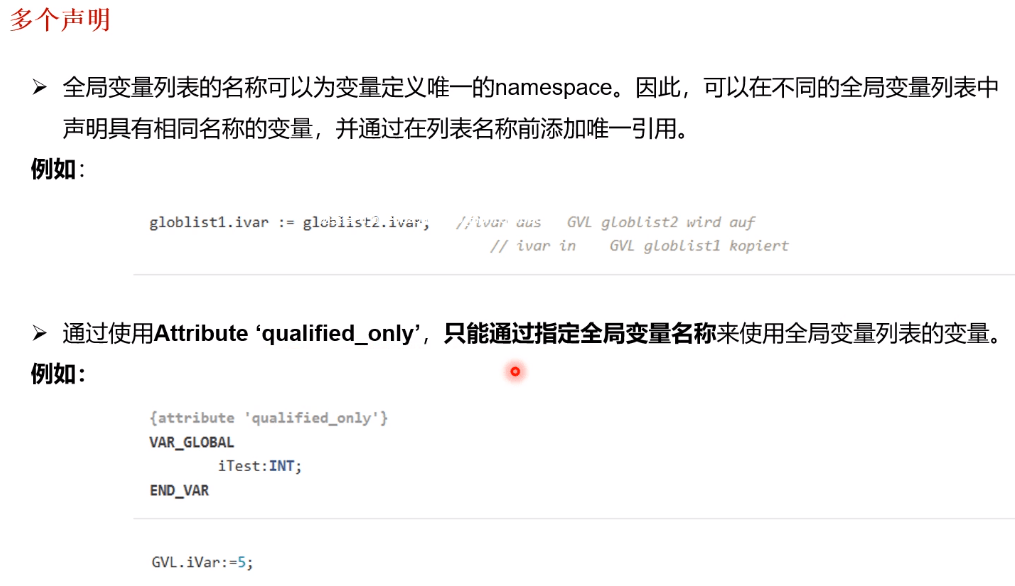 多个声明
➢ 全局变量列表的名称可以为变量定义唯一的namespace。因此，可以在不同的全局变量列表中
声明具有相同名称的变量，并通过在列表名称前添加唯一引用。
例如：
globlist1.ivar := globlist2.ivar;   //ivar aus   GVL globlist2 wird auf
// ivar in    GVL globlist1 kopiert
➢ 通过使用Attribute ‘qualified_only’，只能通过指定全局变量名称来使用全局变量列表的变量。
例如：
{attribute 'qualified_only'}
VAR_GLOBAL
iTest:INT;
END_VAR
GVL.iVar:=5;